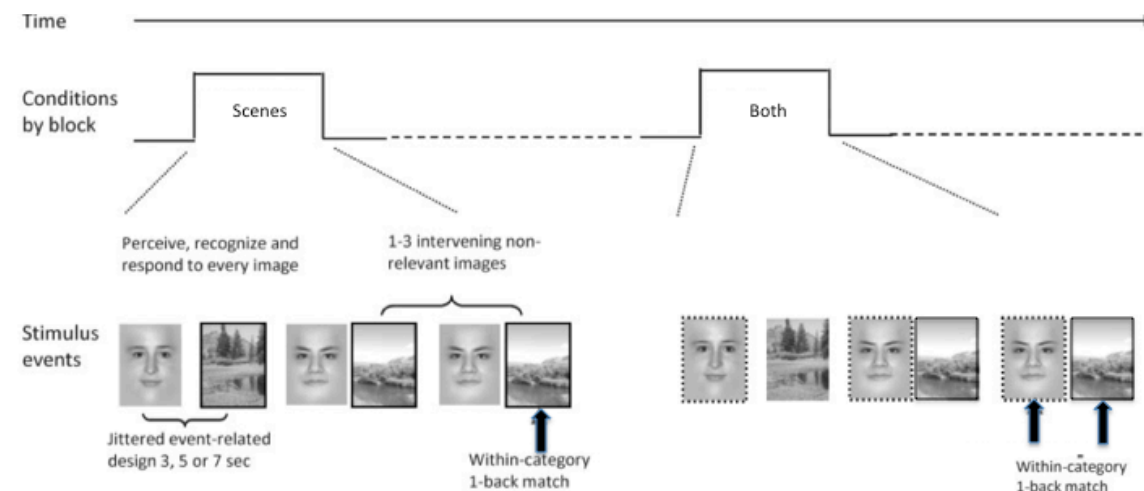 Time
Conditions
by block
Scenes
Both
Perceive, recognize and
respond to every image
1-3 intervening non-
relevant images
Stimulus
events
Jittered event-related
design 3, 5 or 7 sec
Within-category
1-back match
Within-category
1-back match